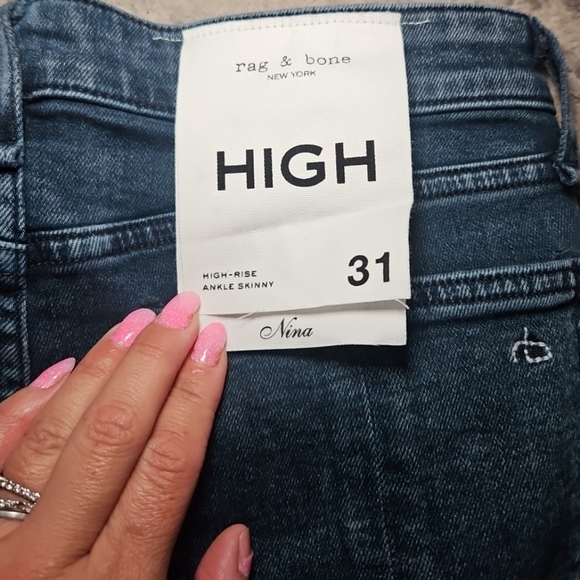 rag & bone
NEW YORK
HIGH
HIGH-RISE
ANKLE SKINNY
31
Nina